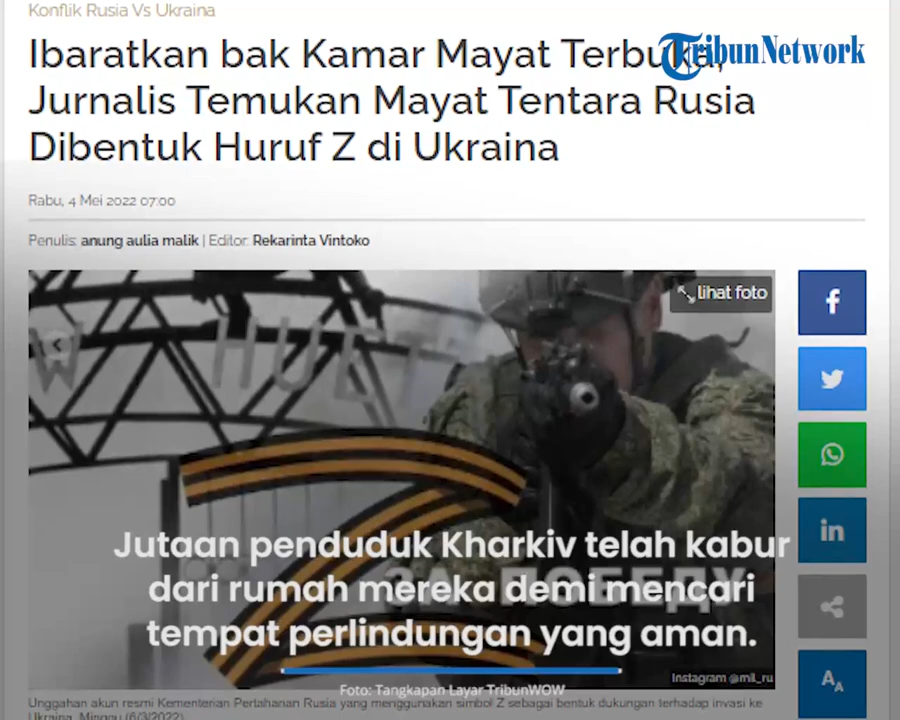 Konflik Rusia Vs Ukraina
Ibaratkan bak Kamar Mayat Terbuka,
TribunNetwork
Jurnalis Temukan Mayat Tentara Rusia
Dibentuk Huruf Z di Ukraina
Rabu, 4 Mei 2022 07:00
Penulis: anung aulia malik | Editor: Rekarinta Vintoko
lihat foto
Jutaan penduduk Kharkiv telah kabur
dari rumah mereka demi mencari
ЗА ПОБЕДУ
tempat perlindungan yang aman.
Instagram @mil_ru
Foto: Tangkapan Layar TribunWOW
Unggahan akun resmi Kementerian Pertahanan Rusia yang menggunakan simbol Z sebagai bentuk dukungan terhadap invasi ke
Ukraina, Minggu (6/3/2022).